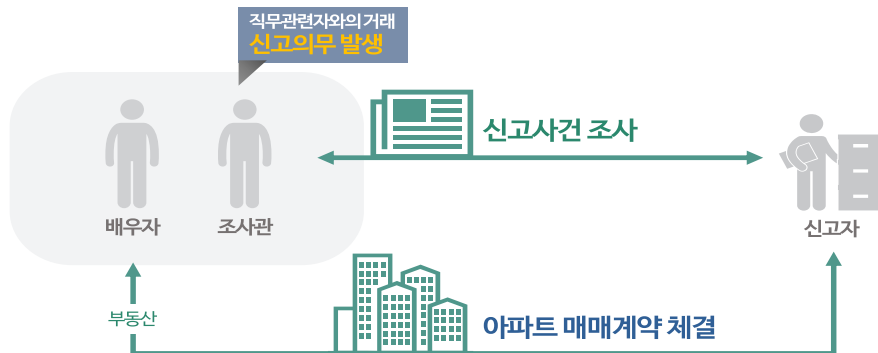 직무관련자와의 거래
신고의무 발생
신고사건 조사
배우자
조사관
신고자
부동산
아파트 매매계약 체결